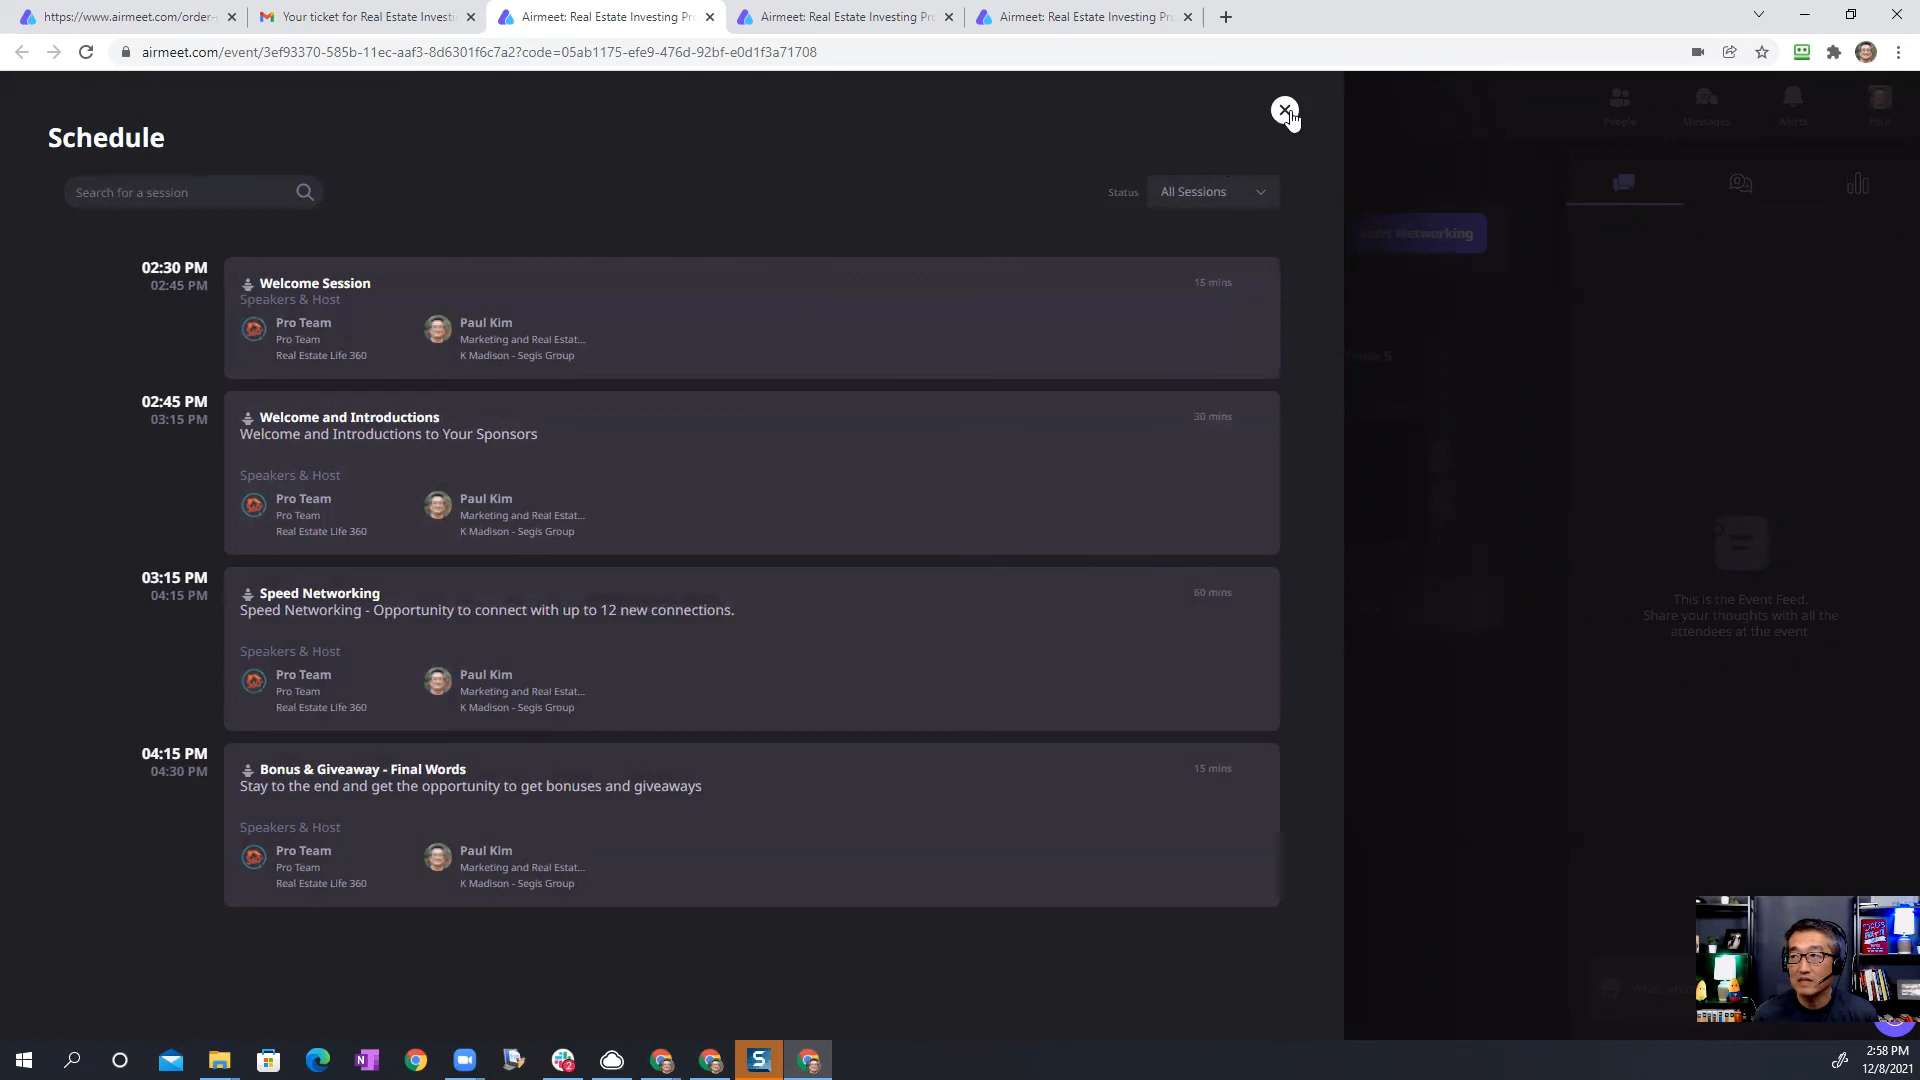 https://www.airmeet.com/order-
Your ticket for Real Estate Investi
Airmeet: Real Estate Investing Pr
Airmeet: Real Estate Investing Pr
Airmeet: Real Estate Investing Pr
airmeet.com/event/3ef93370-585b-11ec-aaf3-8d6301f6c7a2?code=05ab1175-efe9-476d-92bf-e0d1f3a71708
People
Messages
Alerts
Paul
Schedule
Search for a session
Status
All Sessions
Networking
02:30 PM
02:45 PM
Welcome Session
15 mins
Speakers & Host
Pro Team
Pro Team
Real Estate Life 360
Paul Kim
Marketing and Real Estat...
K Madison - Segis Group
02:45 PM
03:15 PM
Welcome and Introductions
30 mins
Welcome and Introductions to Your Sponsors
Speakers & Host
Pro Team
Pro Team
Real Estate Life 360
Paul Kim
Marketing and Real Estat...
K Madison - Segis Group
03:15 PM
04:15 PM
Speed Networking
60 mins
Speed Networking - Opportunity to connect with up to 12 new connections.
Speakers & Host
Pro Team
Pro Team
Real Estate Life 360
Paul Kim
Marketing and Real Estat...
K Madison - Segis Group
This is the Event Feed.
Share your thoughts with all the
attendees at the event
04:15 PM
04:30 PM
Bonus & Giveaway - Final Words
15 mins
Stay to the end and get the opportunity to get bonuses and giveaways
Speakers & Host
Pro Team
Pro Team
Real Estate Life 360
Paul Kim
Marketing and Real Estat...
K Madison - Segis Group
2:58 PM
12/8/2021